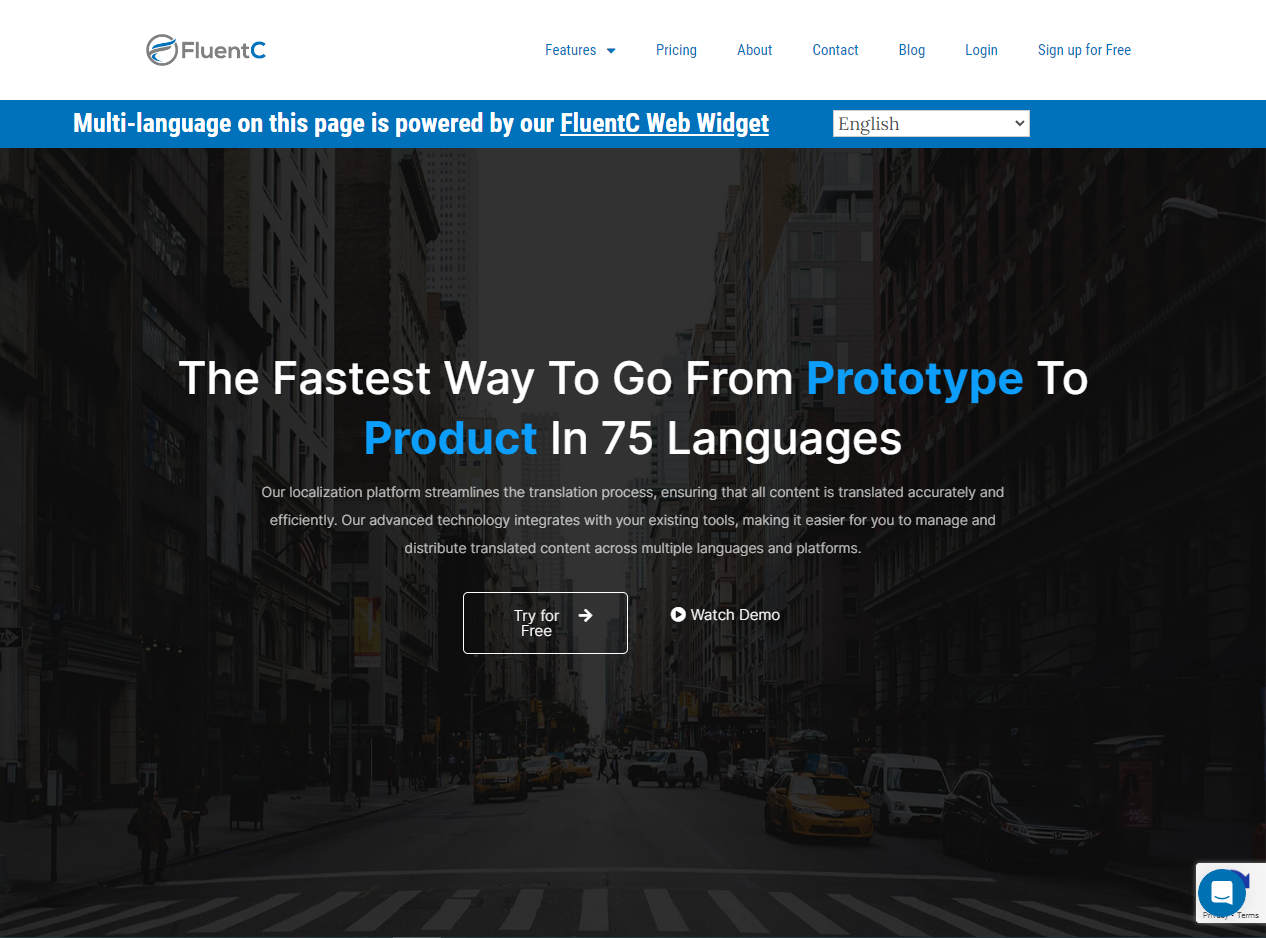 FluentC
Features
Pricing
About
Contact
Blog
Login
Sign up for Free
Multi-language on this page is powered by our FluentC Web Widget
English
The Fastest Way To Go From Prototype To
Product In 75 Languages
Our localization platform streamlines the translation process, ensuring that all content is translated accurately and
efficiently. Our advanced technology integrates with your existing tools, making it easier for you to manage and
distribute translated content across multiple languages and platforms.
Try for
Free
Watch Demo
Privacy - Terms